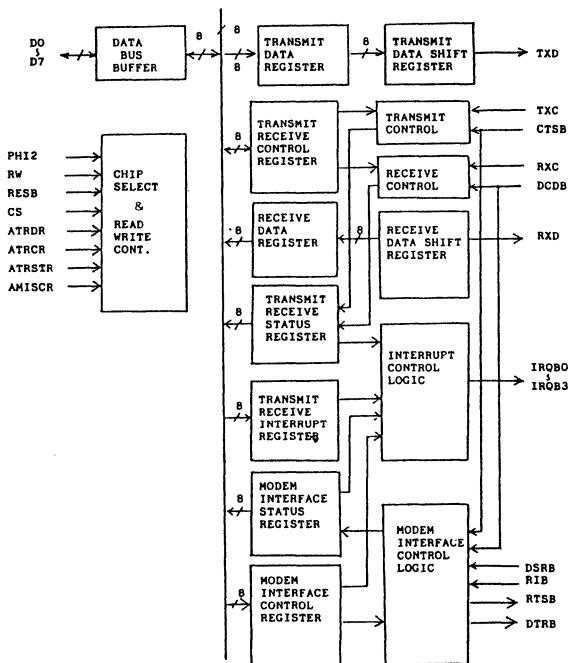 8
8
8
8
8
D0
D7
DATA
BUS
BUFFER
TRANSMIT
DATA
REGISTER
TRANSMIT
DATA SHIFT
REGISTER
TXD
TRANSMIT
RECEIVE
CONTROL
REGISTER
8
TRANSMIT
CONTROL
TXC
CTSB
RECEIVE
CONTROL
RXC
DCDB
PHI2
RW
RESB
CS
ATRDR
ATRCR
ATRSTR
AMISCR
CHIP
SELECT
&
READ
WRITE
CONT.
8
RECEIVE
DATA
REGISTER
8
RECEIVE
DATA SHIFT
REGISTER
RXD
8
TRANSMIT
RECEIVE
STATUS
REGISTER
INTERRUPT
CONTROL
LOGIC
IRQB0
IRQB3
8
TRANSMIT
RECEIVE
INTERRUPT
REGISTER
8
8
MODEM
INTERFACE
STATUS
REGISTER
MODEM
INTERFACE
CONTROL
LOGIC
DSRB
RIB
RTSB
DTRB
8
MODEM
INTERFACE
CONTROL
REGISTER